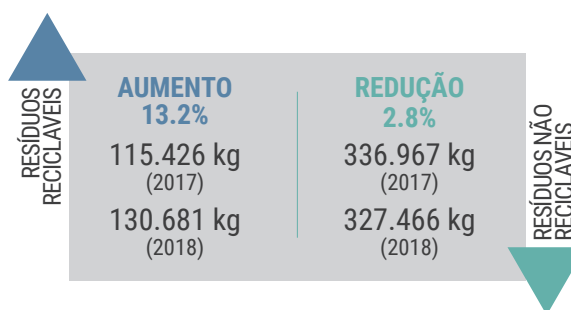 RESÍDUOS
RECICLÁVEIS
AUMENTO
13.2%
115.426 kg
(2017)
130.681 kg
(2018)
REDUÇÃO
2.8%
336.967 kg
(2017)
327.466 kg
(2018)
RESÍDUOS NÃO
RECICLÁVEIS